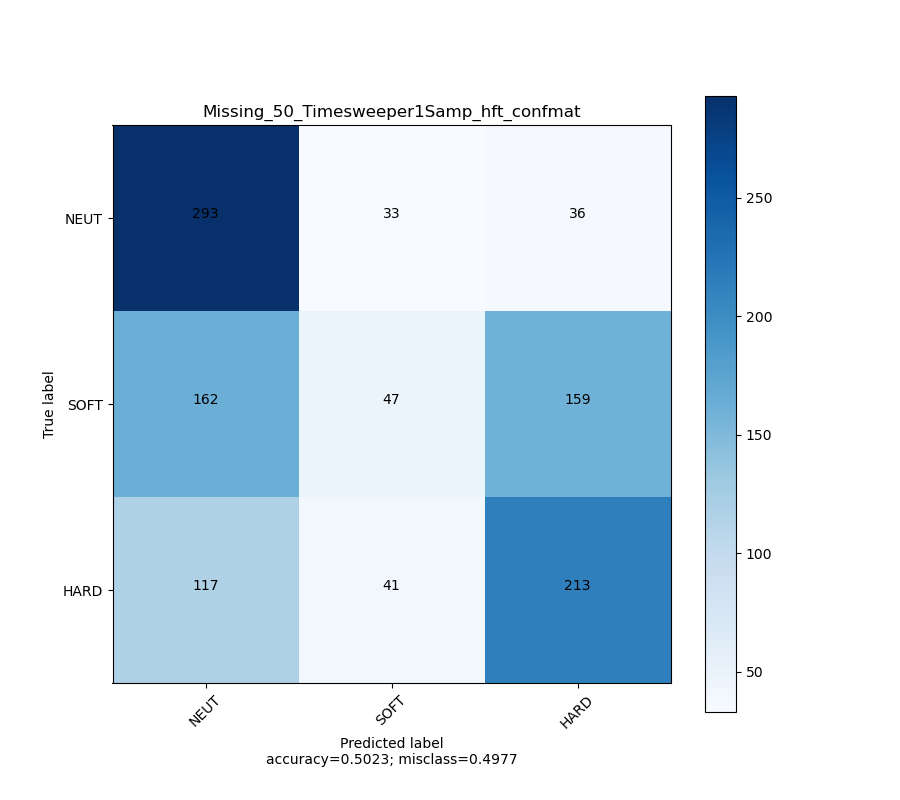 Missing_50_Timesweeper1Samp_hft_confmat
NEUT 293 33 36
SOFT 162 47 159
HARD 117 41 213
True label
NEUT SOFT HARD
Predicted label
accuracy=0.5023; misclass=0.4977
250
200
150
100
50